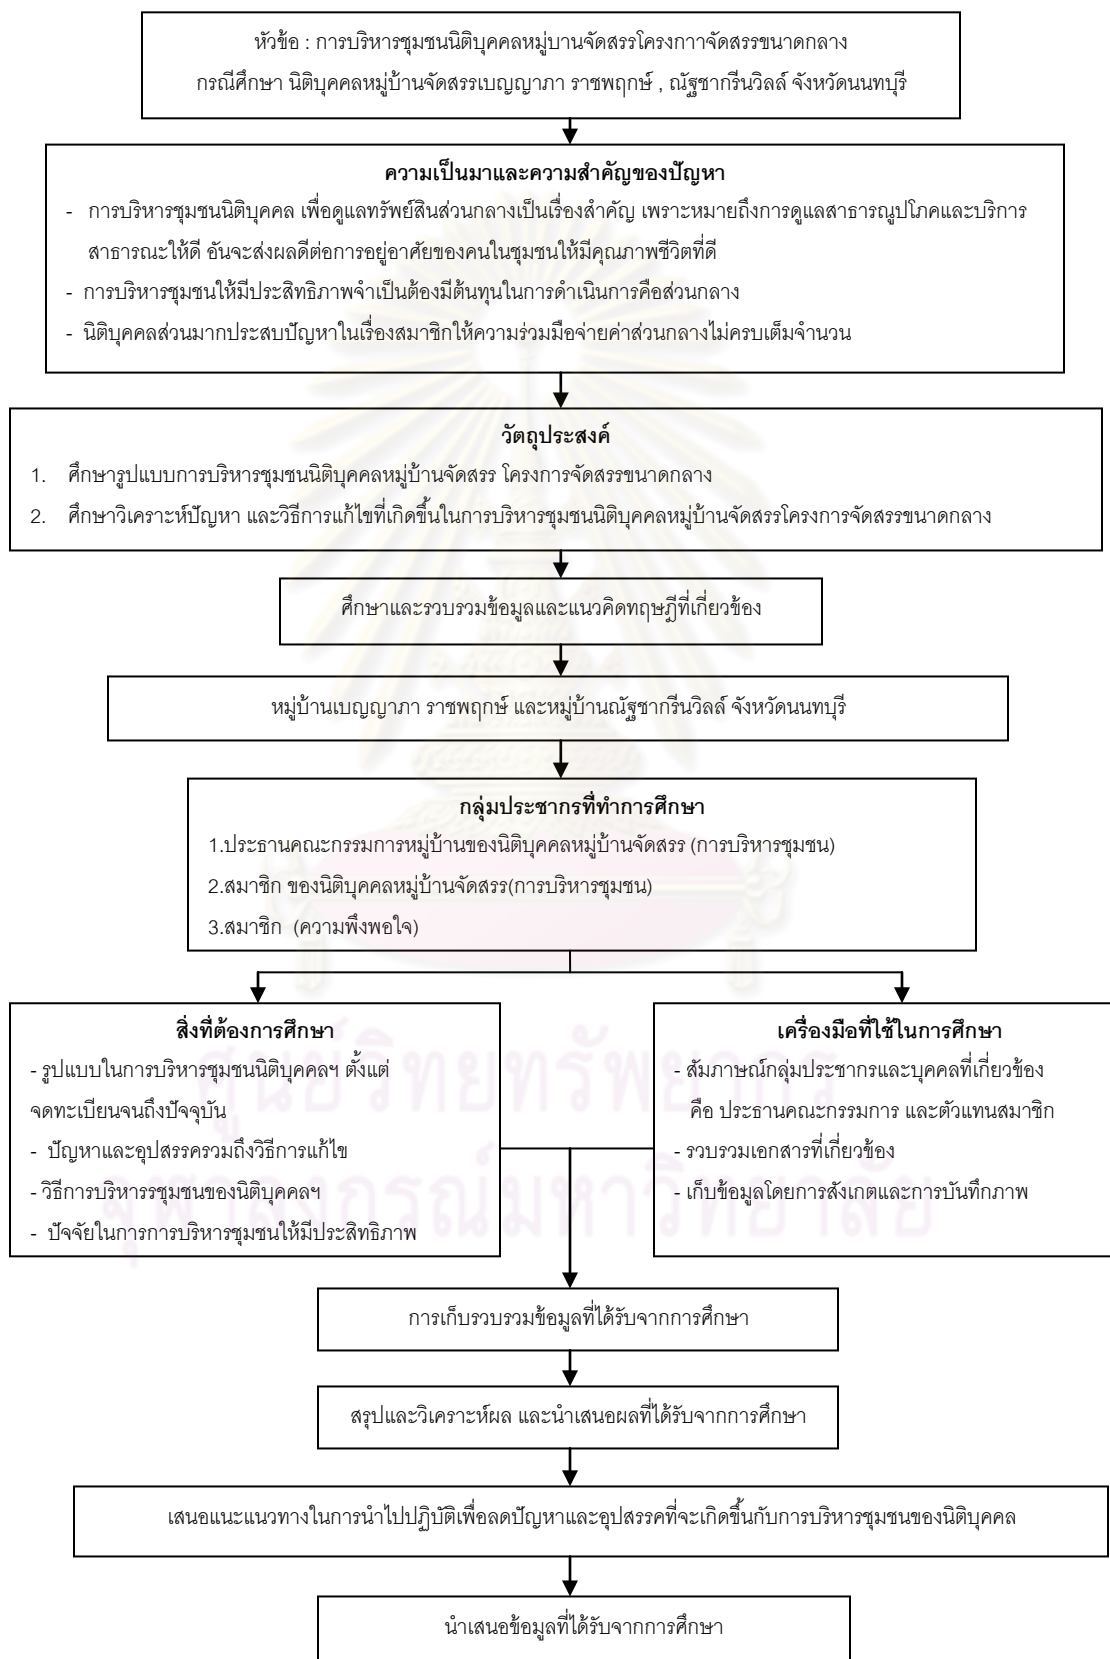 หัวข้อ : การบริหารชุมชนนิติบุคคลหมู่บานจัดสรรโครงกาาจัดสรรขนาดกลาง
กรณีศึกษา นิติบุคคลหมู่บ้านจัดสรรเบญญาภา ราชพฤกษ์ , ณัฐชากรีนวิลล์ จังหวัดนนทบุรี
ความเป็นมาและความสำคัญของปัญหา
- การบริหารชุมชนนิติบุคคล เพื่อดูแลทรัพย์สินส่วนกลางเป็นเรื่องสำคัญ เพราะหมายถึงการดูแลสาธารณูปโภคและบริการ
สาธารณะให้ดี อันจะส่งผลดีต่อการอยู่อาศัยของคนในชุมชนให้มีคุณภาพชีวิตที่ดี
- การบริหารชุมชนให้มีประสิทธิภาพจำเป็นต้องมีต้นทุนในการดำเนินการคือส่วนกลาง
- นิติบุคคลส่วนมากประสบปัญหาในเรื่องสมาชิกให้ความร่วมมือจ่ายค่าส่วนกลางไม่ครบเต็มจำนวน
วัตถุประสงค์
1. ศึกษารูปแบบการบริหารชุมชนนิติบุคคลหมู่บ้านจัดสรร โครงการจัดสรรขนาดกลาง
2. ศึกษาวิเคราะห์ปัญหา และวิธีการแก้ไขที่เกิดขึ้นในการบริหารชุมชนนิติบุคคลหมู่บ้านจัดสรรโครงการจัดสรรขนาดกลาง
ศึกษาและรวบรวมข้อมูลและแนวคิดทฤษฎีที่เกี่ยวข้อง
หมู่บ้านเบญญาภา ราชพฤกษ์ และหมู่บ้านณัฐชากรีนวิลล์ จังหวัดนนทบุรี
กลุ่มประชากรที่ทำการศึกษา
1.ประธานคณะกรรมการหมู่บ้านของนิติบุคคลหมู่บ้านจัดสรร (การบริหารชุมชน)
2.สมาชิก ของนิติบุคคลหมู่บ้านจัดสรร(การบริหารชุมชน)
3.สมาชิก (ความพึงพอใจ)
สิ่งที่ต้องการศึกษา
- รูปแบบในการบริหารชุมชนนิติบุคคลฯ ตั้งแต่
จดทะเบียนจนถึงปัจจุบัน
- ปัญหาและอุปสรรครวมถึงวิธีการแก้ไข
- วิธีการบริหารรชุมชนของนิติบุคคลฯ
- ปัจจัยในการการบริหารชุมชนให้มีประสิทธิภาพ
เครื่องมือที่ใช้ในการศึกษา
- สัมภาษณ์กลุ่มประชากรและบุคคลที่เกี่ยวข้อง
คือ ประธานคณะกรรมการ และตัวแทนสมาชิก
- รวบรวมเอกสารที่เกี่ยวข้อง
- เก็บข้อมูลโดยการสังเกตและการบันทึกภาพ
ศูนย์วิทยทรัพยากร
จุฬาลงกรณ์มหาวิทยาลัย
การเก็บรวบรวมข้อมูลที่ได้รับจากการศึกษา
สรุปและวิเคราะห์ผล และนำเสนอผลที่ได้รับจากการศึกษา
เสนอแนะแนวทางในการนำไปปฏิบัติเพื่อลดปัญหาและอุปสรรคที่จะเกิดขึ้นกับการบริหารชุมชนของนิติบุคคล
นำเสนอข้อมูลที่ได้รับจากการศึกษา